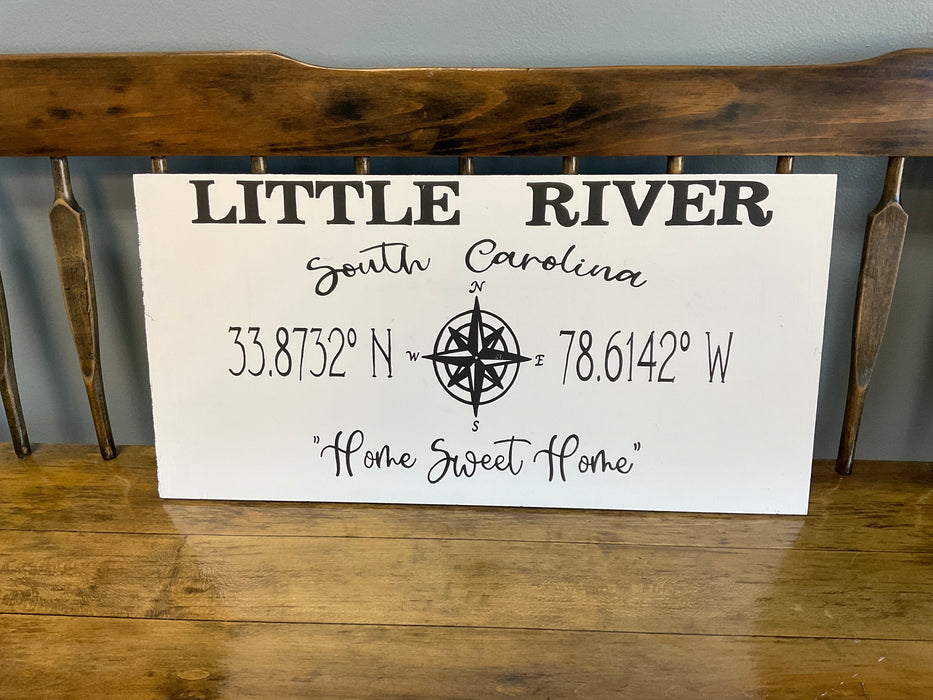 LITTLE RIVER
South Carolina
N
33.8732° N W E 78.6142° W
S
"Home Sweet Home"